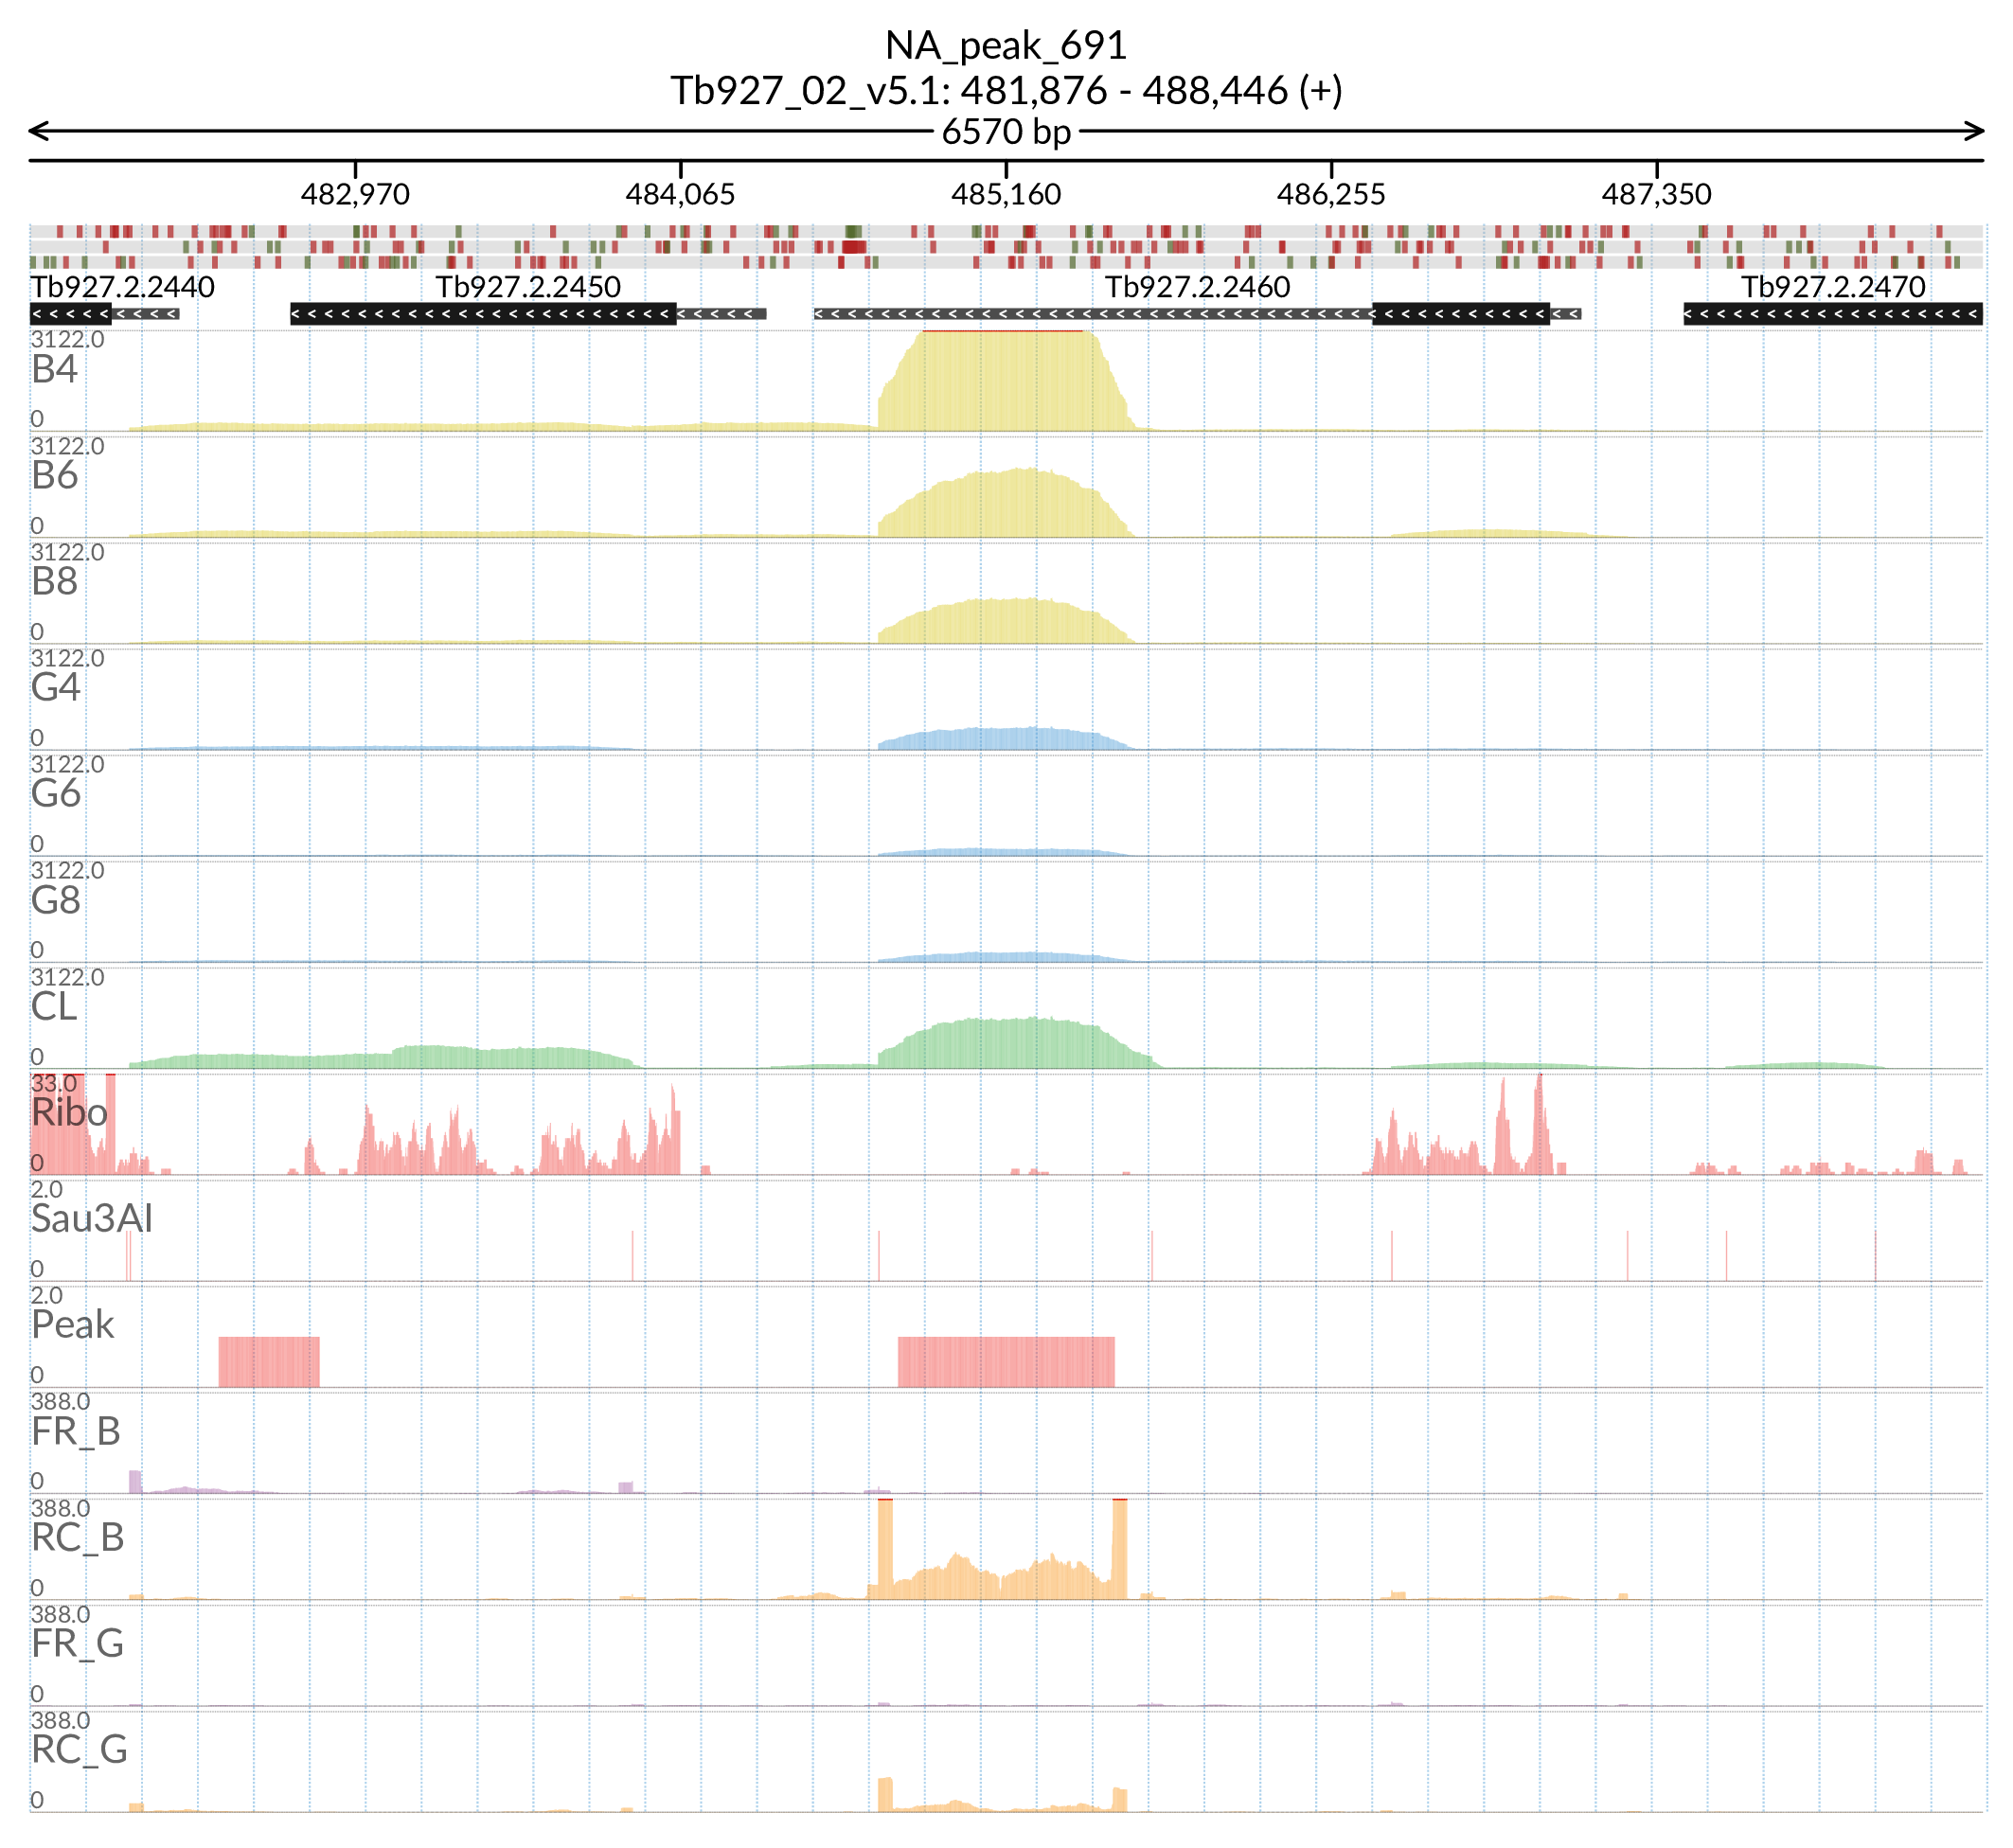 NA_peak_691
Tb927_02_v5.1: 481,876 - 488,446 (+)
6570 bp
482,970 484,065 485,160 486,255 487,350
Tb927.2.2440 Tb927.2.2450 Tb927.2.2460 Tb927.2.2470
3122.0
B4
0
3122.0
B6
0
3122.0
B8
0
3122.0
G4
0
3122.0
G6
0
3122.0
G8
0
3122.0
CL
0
33.0
Ribo
0
2.0
Sau3AI
0
2.0
Peak
0
388.0
FR_B
0
388.0
RC_B
0
388.0
FR_G
0
388.0
RC_G
0